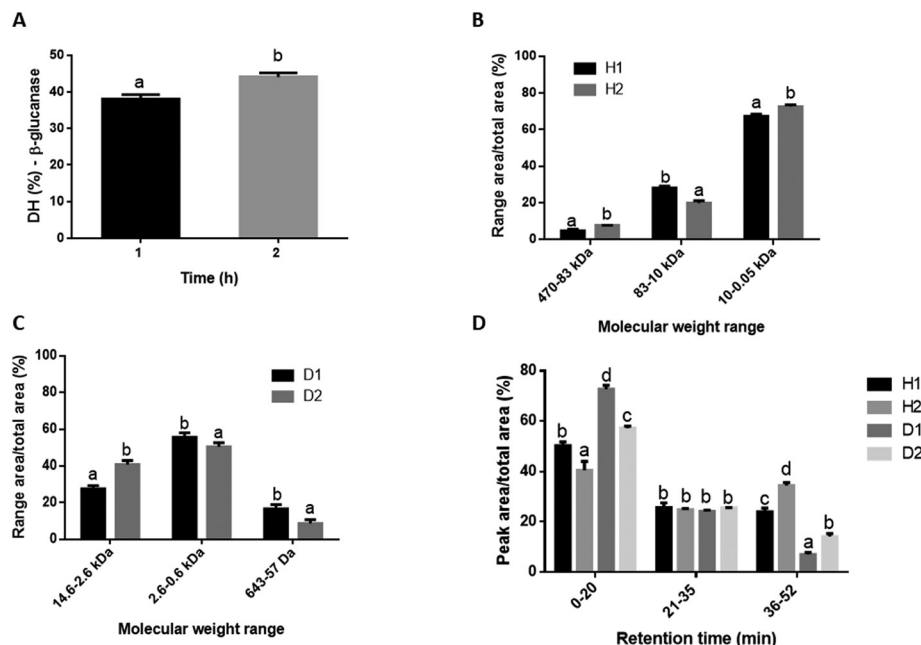 A
DH (%) - β-glucanase
50
40
30
20
10
0
a
b
1
2
Time (h)
B
Range area/total area (%)
100
80
60
40
20
0
H1
H2
a
b
b
a
a
b
470-83 kDa
83-10 kDa
10-0.05 kDa
Molecular weight range
C
Range area/total area (%)
100
80
60
40
20
0
D1
D2
a
b
b
a
b
a
14.6-2.6 kDa
2.6-0.6 kDa
643-57 Da
Molecular weight range
D
Peak area/total area (%)
80
60
40
20
0
H1
H2
D1
D2
b
a
d
c
b
b
b
b
c
d
a
b
0-20
21-35
36-52
Retention time (min)